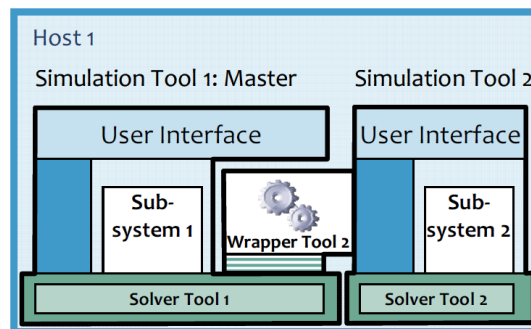 Host 1
Simulation Tool 1: Master
Simulation Tool 2
User Interface
User Interface
Sub-
system 1
Wrapper Tool 2
Sub-
system 2
Solver Tool 1
Solver Tool 2